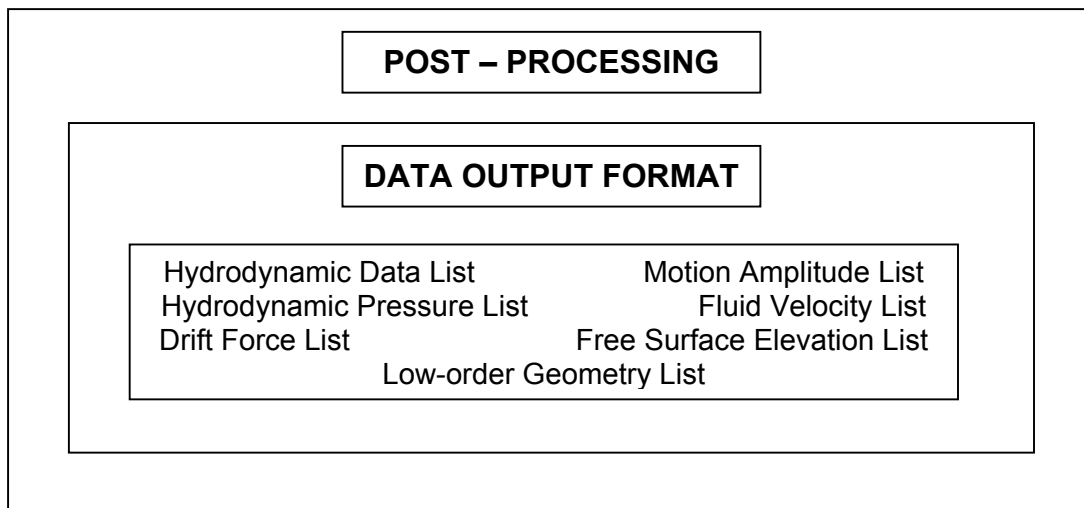 POST – PROCESSING
DATA OUTPUT FORMAT
Hydrodynamic Data List Motion Amplitude List
Hydrodynamic Pressure List Fluid Velocity List
Drift Force List Free Surface Elevation List
Low-order Geometry List